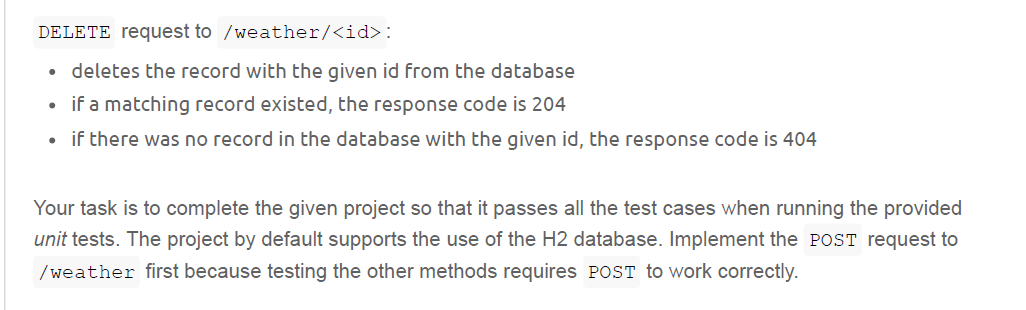 DELETE request to /weather/<id>:
• deletes the record with the given id from the database
• if a matching record existed, the response code is 204
• if there was no record in the database with the given id, the response code is 404
Your task is to complete the given project so that it passes all the test cases when running the provided
unit tests. The project by default supports the use of the H2 database. Implement the POST request to
/weather first because testing the other methods requires POST to work correctly.